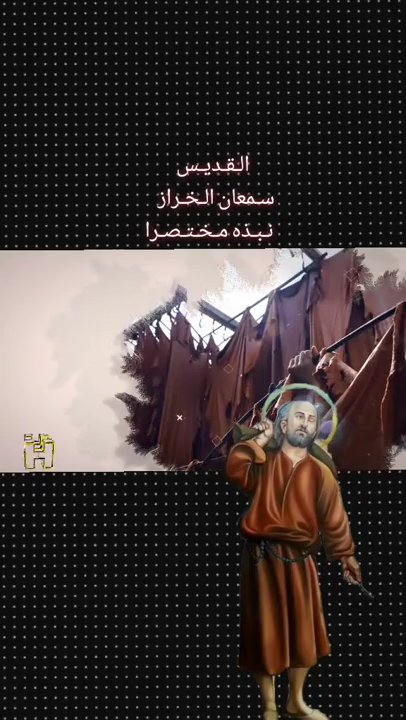 القديس
سمعان الخراز
نبذه مختصرا